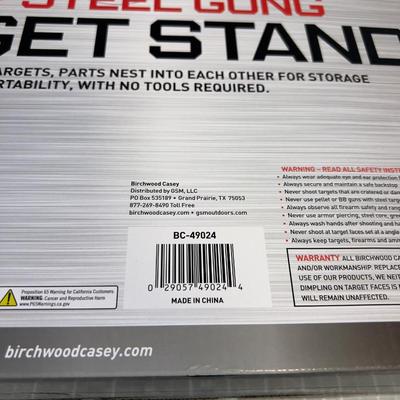 STEEL GONG
GET STAND
ARGETS, PARTS NEST INTO EACH OTHER FOR STORAGE
RTABILITY, WITH NO TOOLS REQUIRED.
Birchwood Casey
Distributed by GSM, LLC
PO Box 535189 • Grand Prairie, TX 75053
877-269-8490 Toll Free
birchwoodcasey.com • gsmoutdoors.com
WARNING – READ ALL SAFETY INST
• Always wear adequate eye and ear protection
• Always secure and maintain a safe backstop
• Never shoot targets that are cratered or dam
• Never use pellet or BB guns with steel targe
• Always observe all firearm safety and rang
• Never use armor piercing, steel core, gree
• Always wash hands after shooting and ha
• Never shoot at target faces set at a angle
• Always keep targets, firearms and amm
BC-49024
0 29057 49024 4
MADE IN CHINA
WARRANTY ALL BIRCHWOOD CA
AND/OR WORKMANSHIP. REPLACE
USE OF OUR PRODUCTS, WE NEIT
DIMPLING ON TARGET FACES IS
WILL REMAIN UNAFFECTED.
Proposition 65 Warning for California Customers.
WARNING: Cancer and Reproductive Harm
www.P65Warnings.ca.gov
birchwoodcasey.com